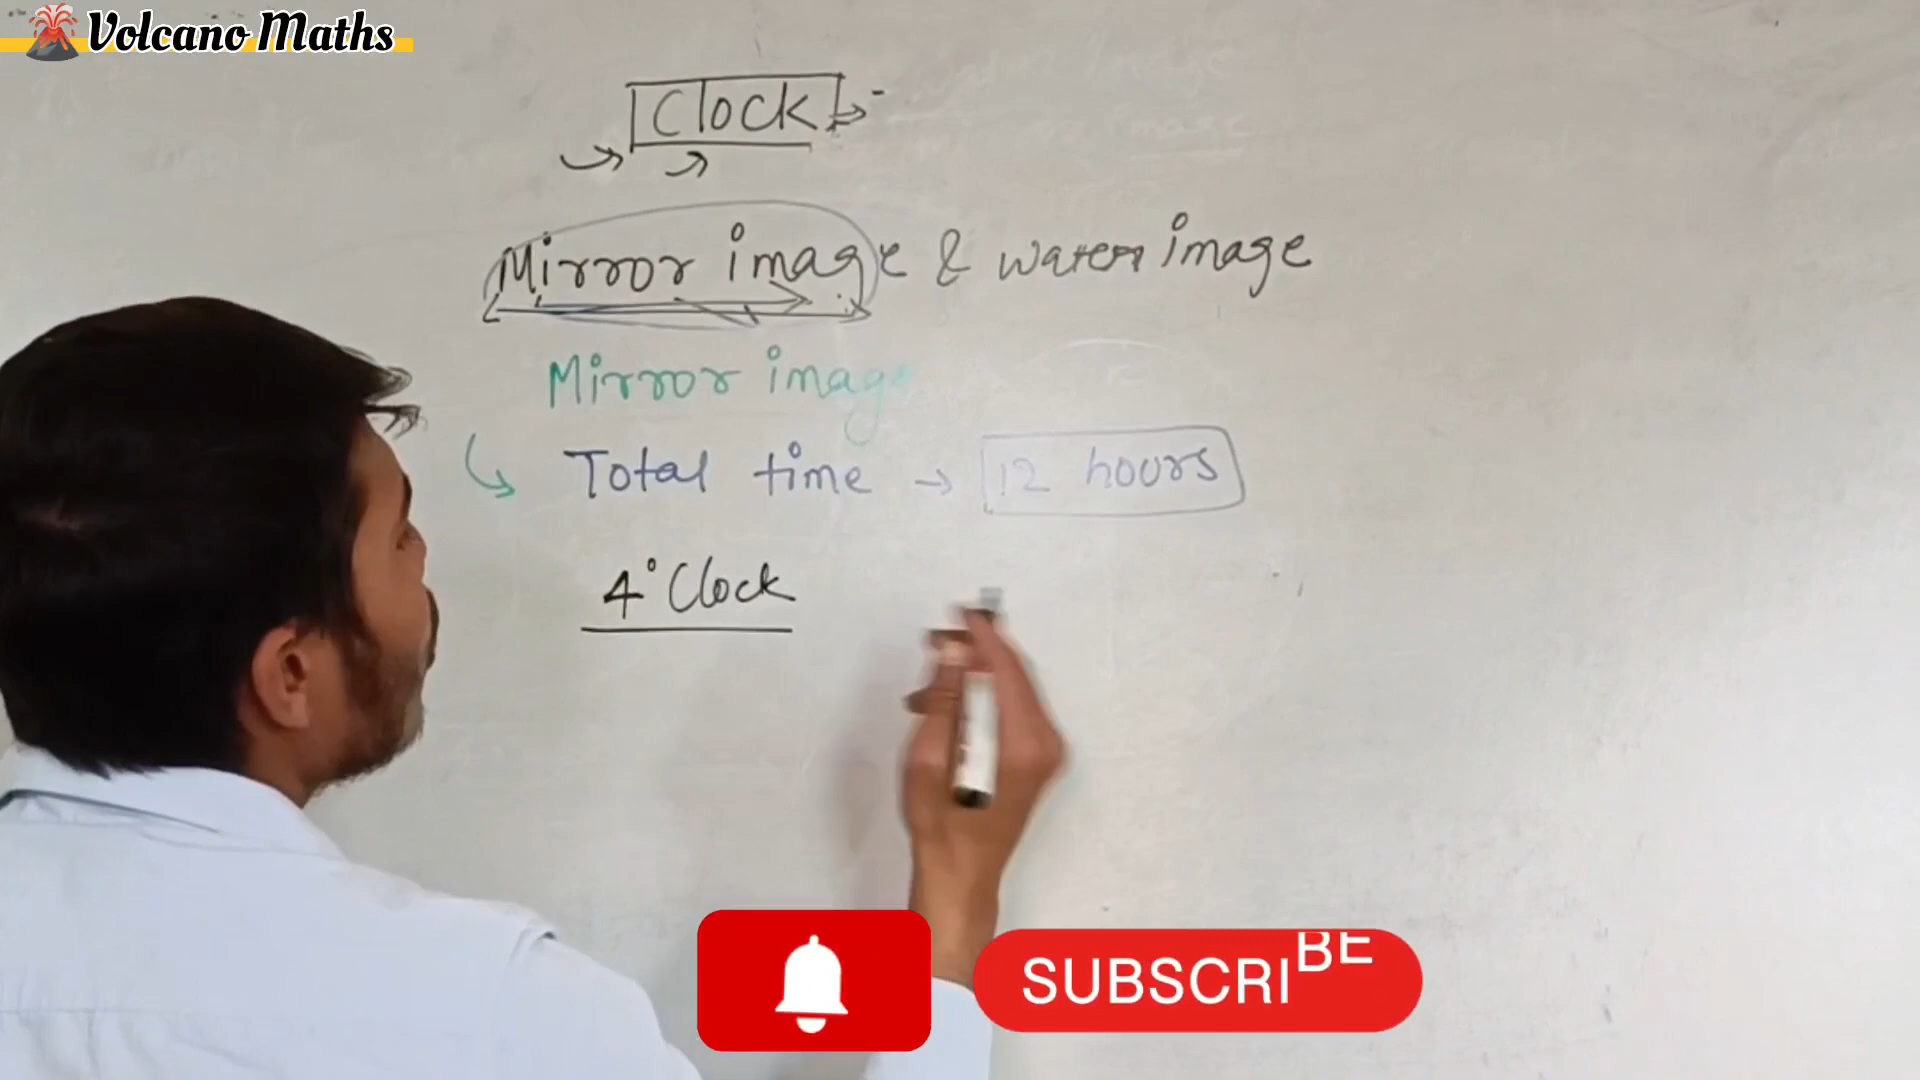 Volcano Maths
Clock
Mirror image & water image
Mirror image
Total time → 12 hours
4°Clock
SUBSCRIBE